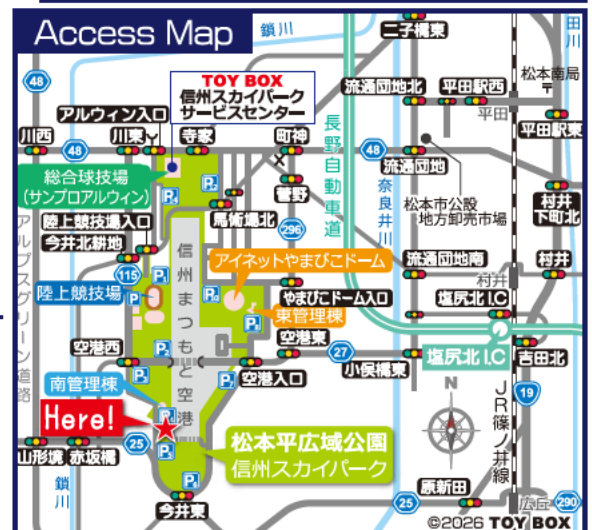 Access Map
鎖川
二子橋東
田川
48
TOY BOX
信州スカイパーク
サービスセンター
松本南局
流通団地北
平田駅西
平田
アルウィン入口
平田駅東
川西
48
川東
寺家
町神
48
流通団地
長野自動車道
奈良井川
総合球技場
(サンプロアルウィン)
P
P
菅野
松本市公設
地方卸売市場
村井
下町北
陸上競技場入口
馬術場北
296
今井北耕地
信州まつもと空港
アイネットやまびこドーム
流通団地南
村井
村井
アルプスグリーン道路
115
P
陸上競技場
P
P
やまびこドーム入口
塩尻北 I.C
東管理棟
P
空港東
塩尻北 I.C
吉田北
空港西
P
27
小俣橋東
南管理棟
P
空港入口
N
JR篠ノ井線
19
Here!
P
25
松本平広域公園
信州スカイパーク
山形境
赤坂橋
P
鎖川
P
原新田
今井東
25
広丘
290
©2026 TOY BOX